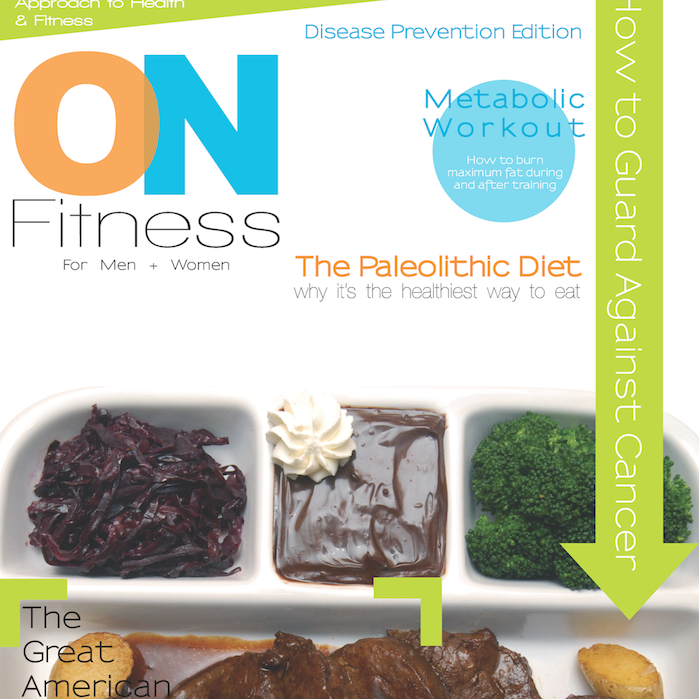 Approach to Health
& Fitness
Disease Prevention Edition
ON
Fitness
For Men + Women
Metabolic
Workout
How to burn
maximum fat during
and after training
The Paleolithic Diet
why it's the healthiest way to eat
How to Guard Against Cancer
The
Great
American